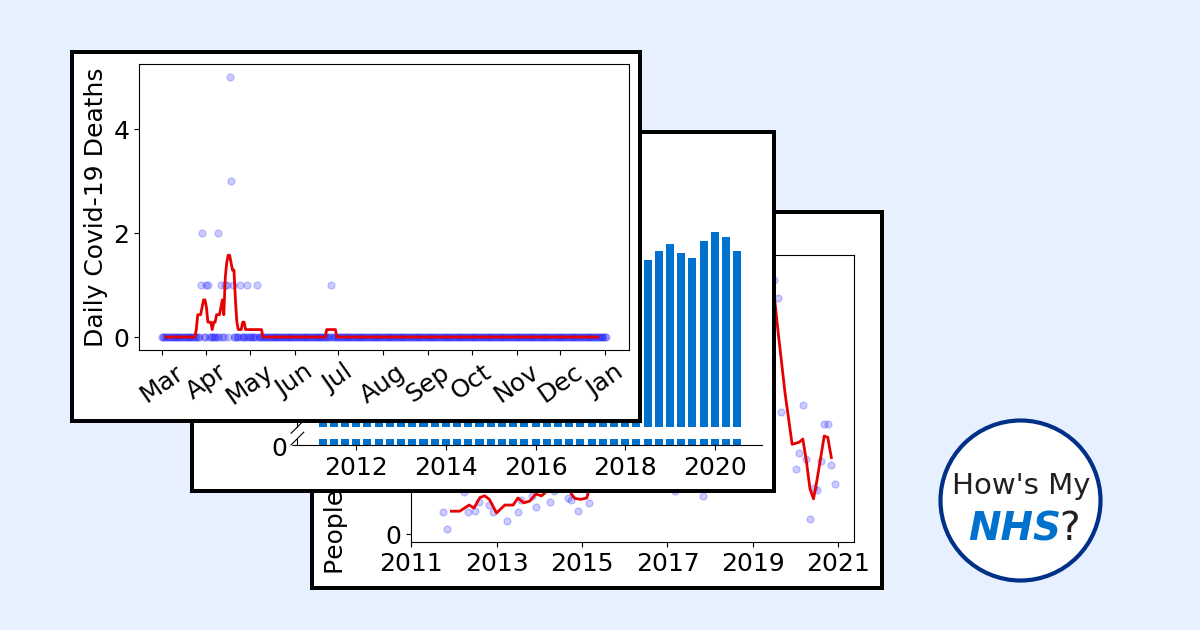 Daily Covid-19 Deaths
4
2
0
Mar Apr May Jun Jul Aug Sep Oct Nov Dec Jan
0
2012 2014 2016 2018 2020
People
0
2011 2013 2015 2017 2019 2021
How's My
NHS?